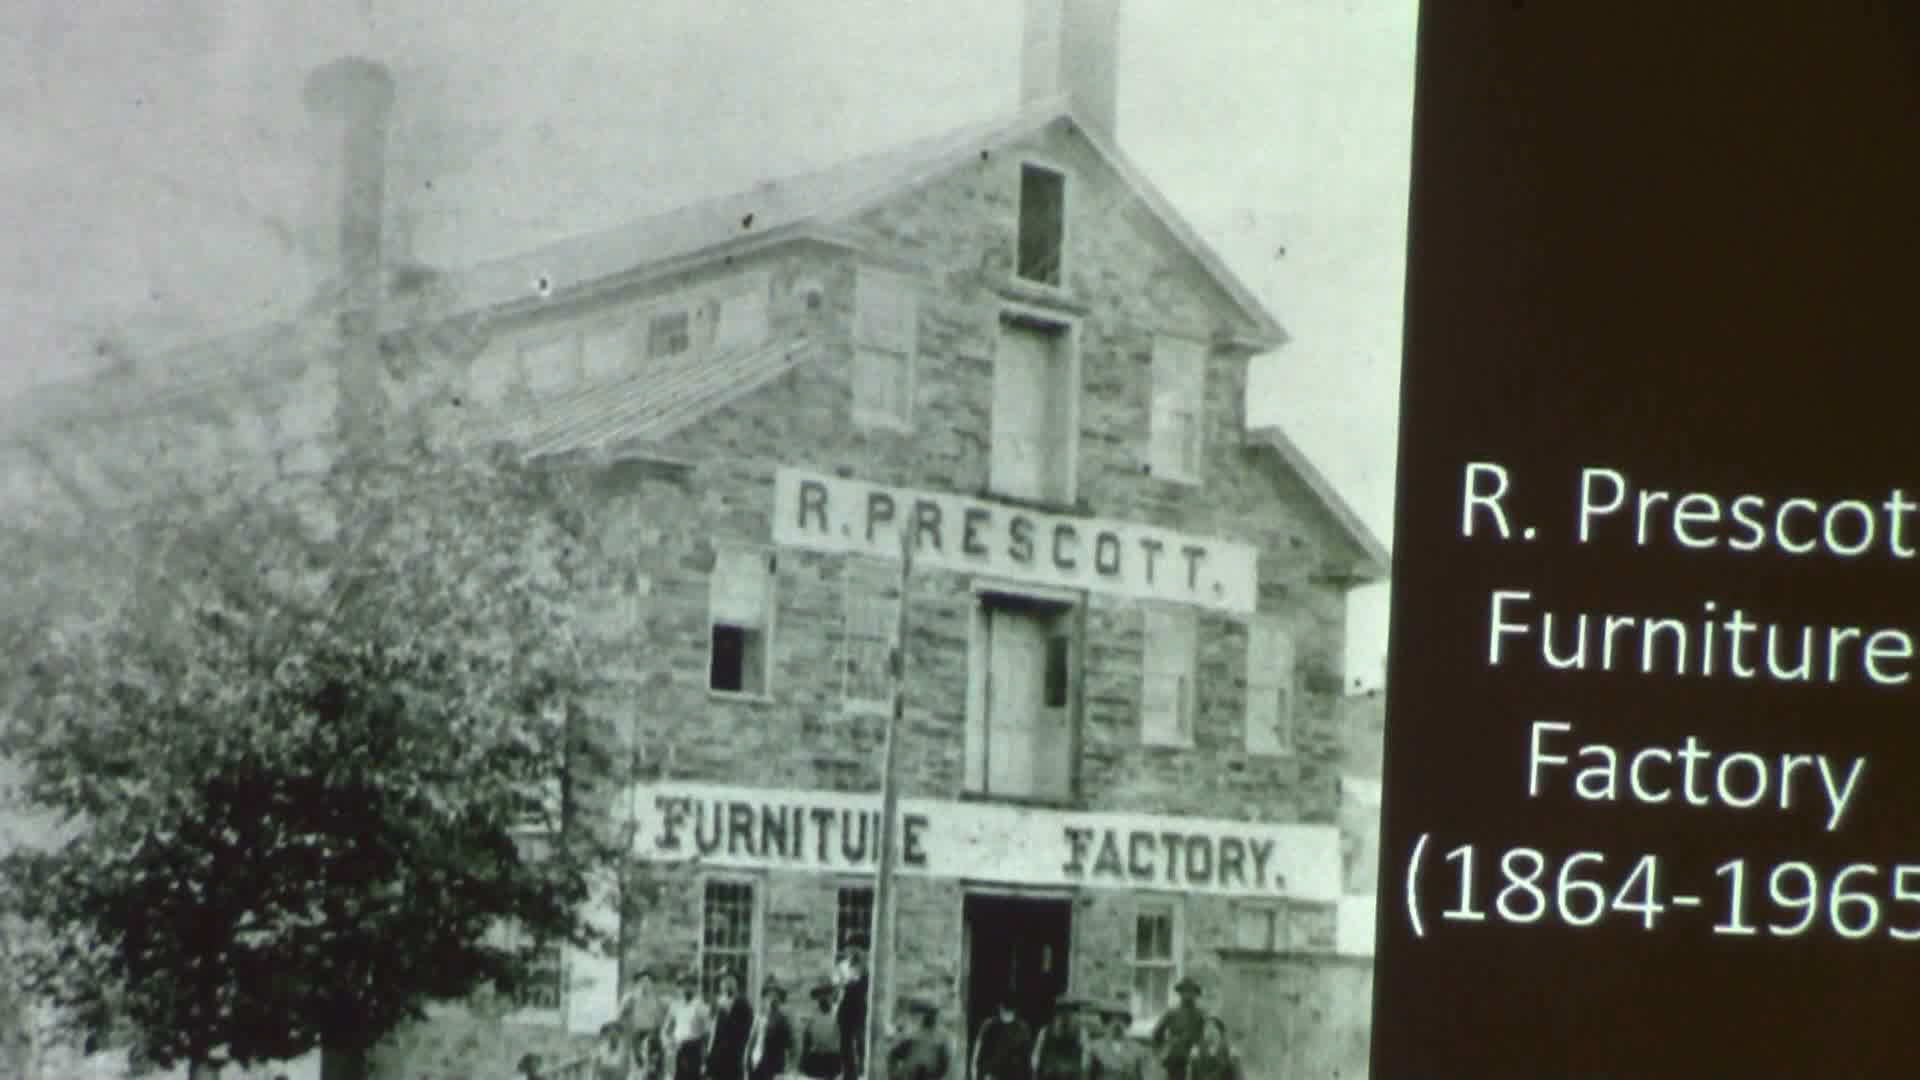 R. PRESCOTT.
FURNITURE FACTORY.
R. Prescot
Furniture
Factory
(1864-1965